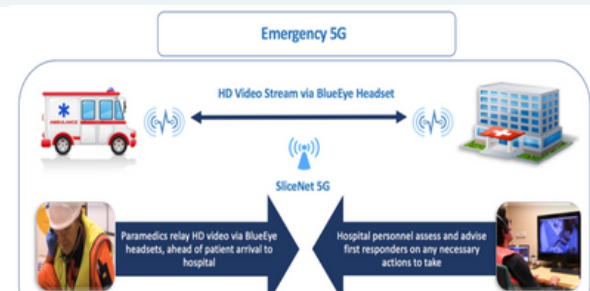 Emergency 5G
HD Video Stream via BlueEye Headset
AMBULANCE
SliceNet 5G
Paramedics relay HD video via BlueEye
headsets, ahead of patient arrival to
hospital
Hospital personnel assess and advise
first responders on any necessary
actions to take